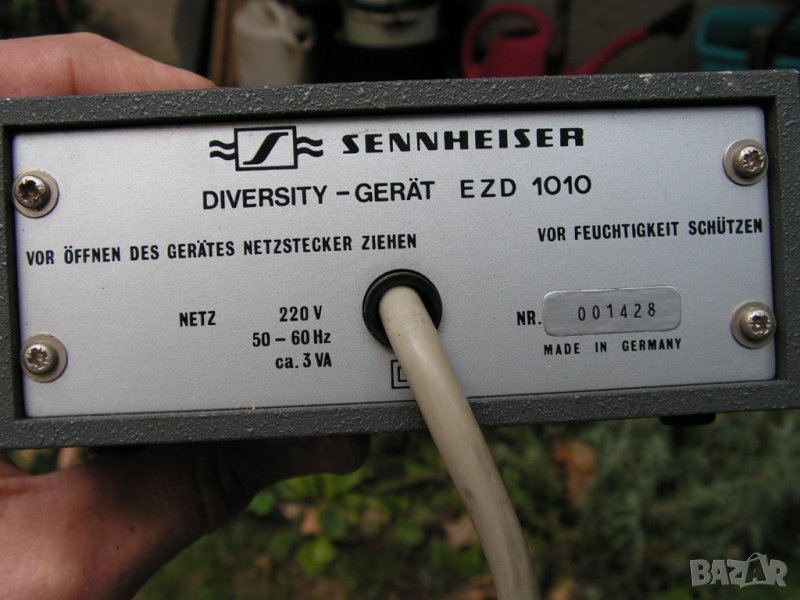 SENNHEISER
DIVERSITY – GERÄT EZD 1010
VOR ÖFFNEN DES GERÄTES NETZSTECKER ZIEHEN
VOR FEUCHTIGKEIT SCHÜTZEN
NETZ 220 V
50 – 60 Hz
ca. 3 VA
NR. 001428
MADE IN GERMANY
BAZAR